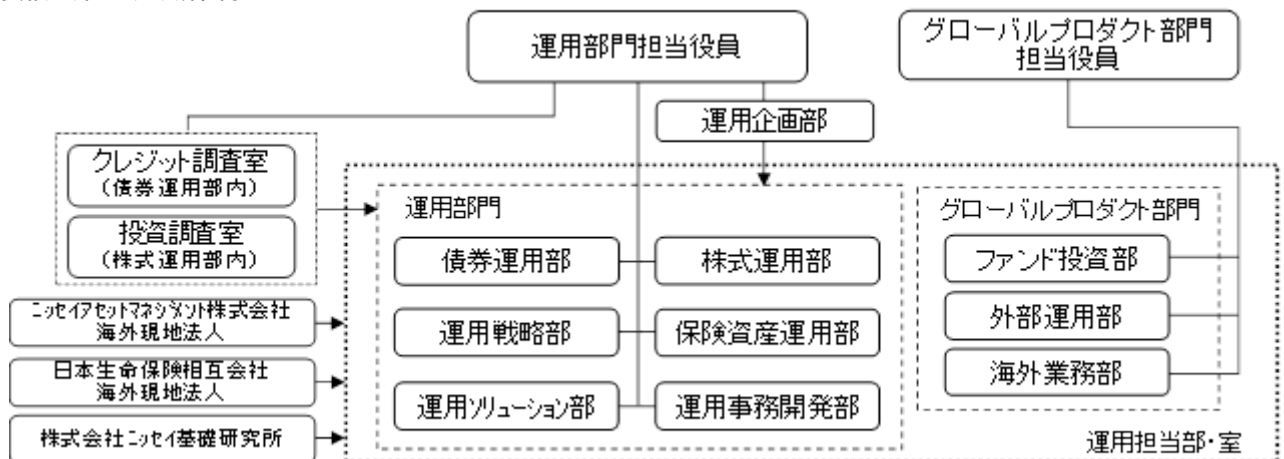 運用部門担当役員
グローバルプロダクト部門
担当役員
運用企画部
クレジット調査室
(債券運用部内)
投資調査室
(株式運用部内)
運用部門
債券運用部
株式運用部
運用戦略部
保険資産運用部
運用ソリューション部
運用事務開発部
グローバルプロダクト部門
ファンド投資部
外部運用部
海外業務部
ニッセイアセットマネジメント株式会社
海外現地法人
日本生命保険相互会社
海外現地法人
株式会社ニッセイ基礎研究所
運用担当部・室